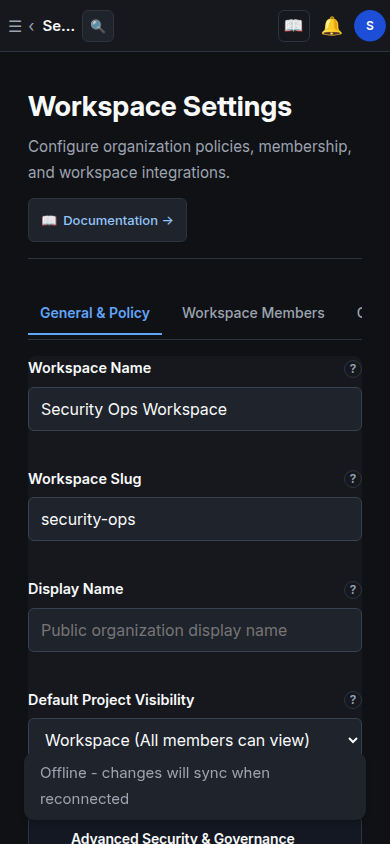 Se...
S
Workspace Settings
Configure organization policies, membership,
and workspace integrations.
Documentation →
General & Policy
Workspace Members
Workspace Name
?
Security Ops Workspace
Workspace Slug
?
security-ops
Display Name
?
Public organization display name
Default Project Visibility
?
Workspace (All members can view)
Offline - changes will sync when
reconnected
Advanced Security & Governance